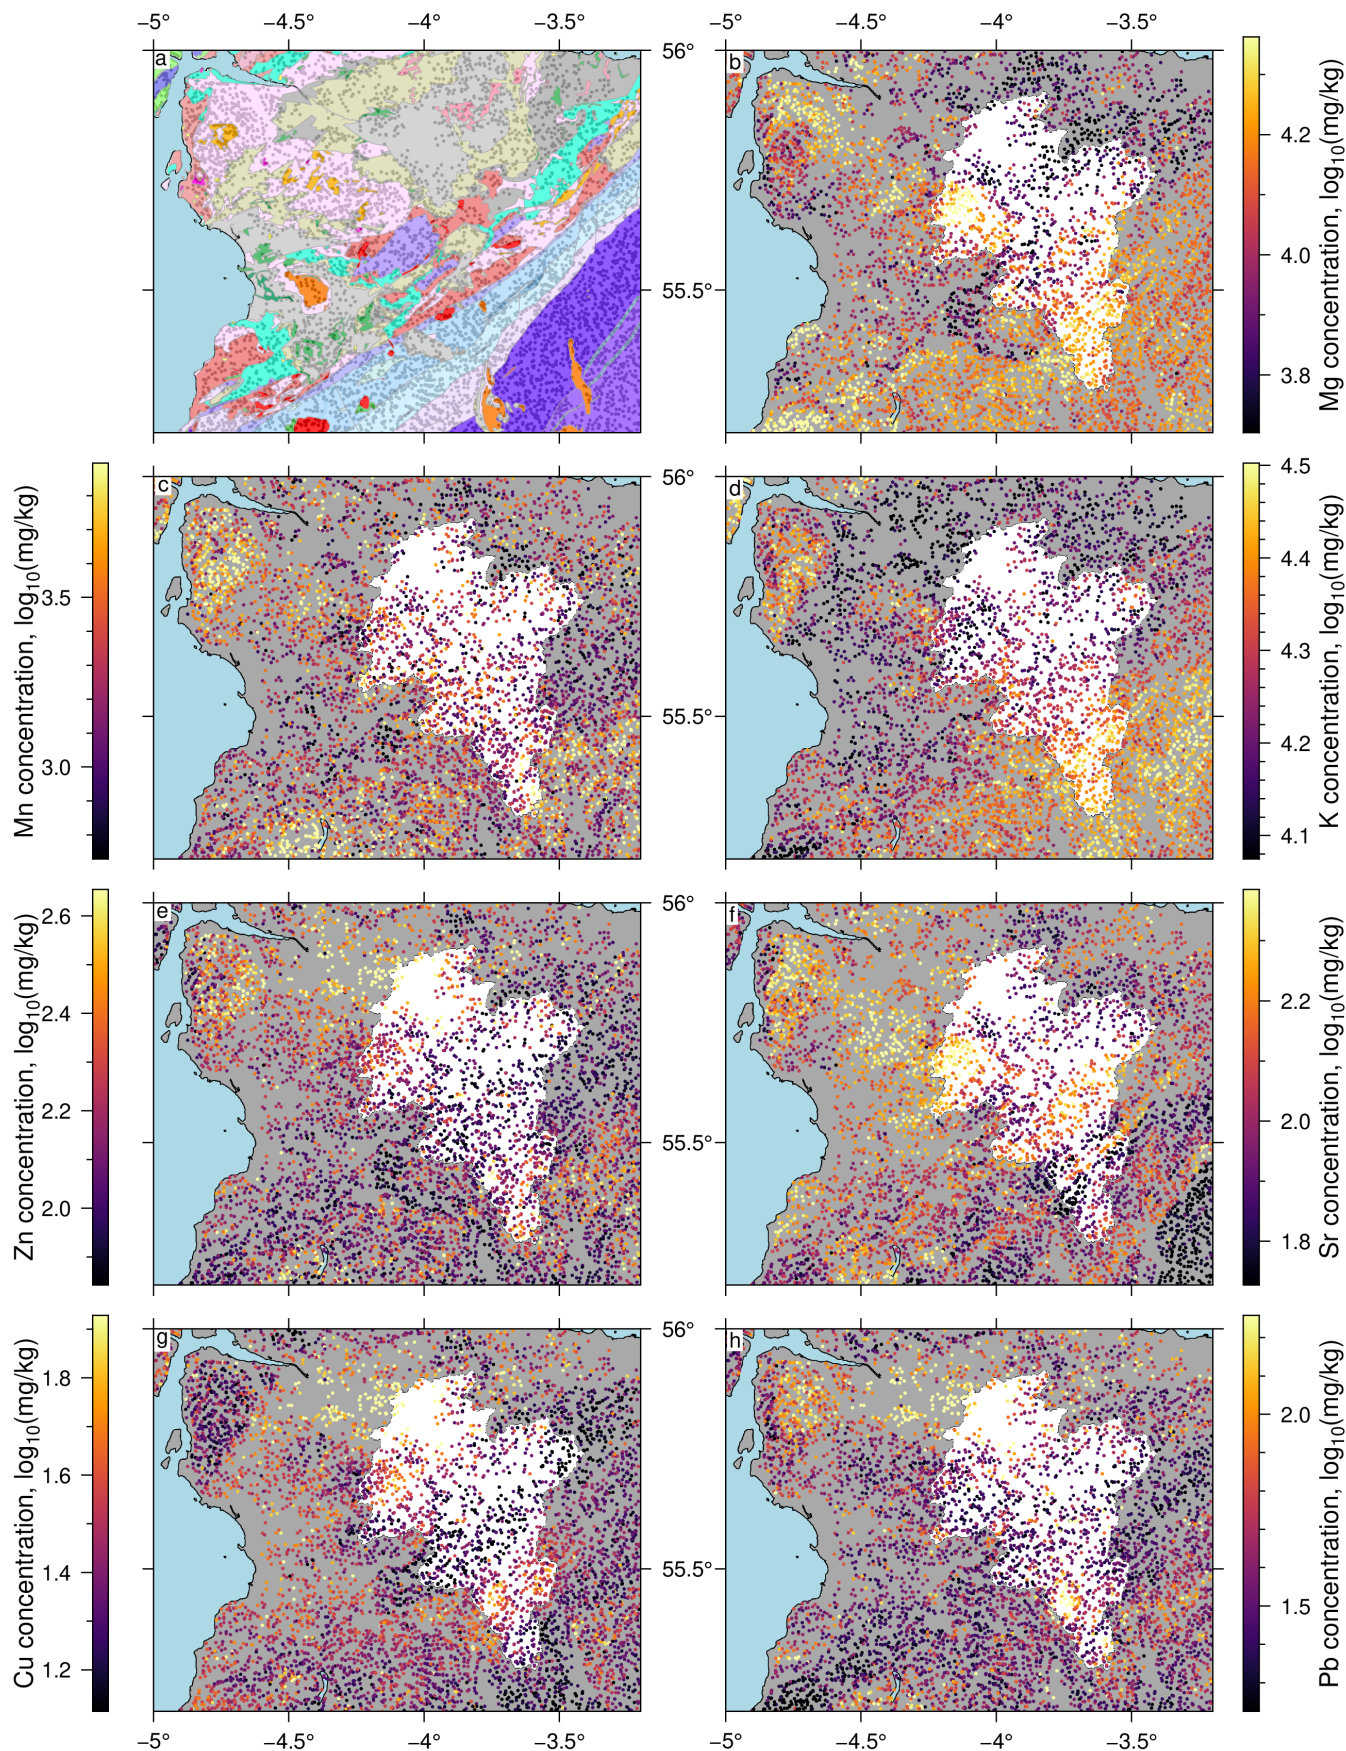 −5° −4.5° −4° −3.5° −5° −4.5° −4° −3.5°
a 56° b
4.2
4.0
3.8
Mg concentration, log10(mg/kg)
55.5°
c 56° d
3.5
3.0
Mn concentration, log10(mg/kg)
4.5
4.4
4.3
4.2
4.1
K concentration, log10(mg/kg)
55.5°
e 56° f
2.6
2.4
2.2
2.0
Zn concentration, log10(mg/kg)
2.2
2.0
1.8
Sr concentration, log10(mg/kg)
55.5°
g 56° h
1.8
1.6
1.4
1.2
Cu concentration, log10(mg/kg)
2.0
1.5
Pb concentration, log10(mg/kg)
55.5°
−5° −4.5° −4° −3.5° −5° −4.5° −4° −3.5°